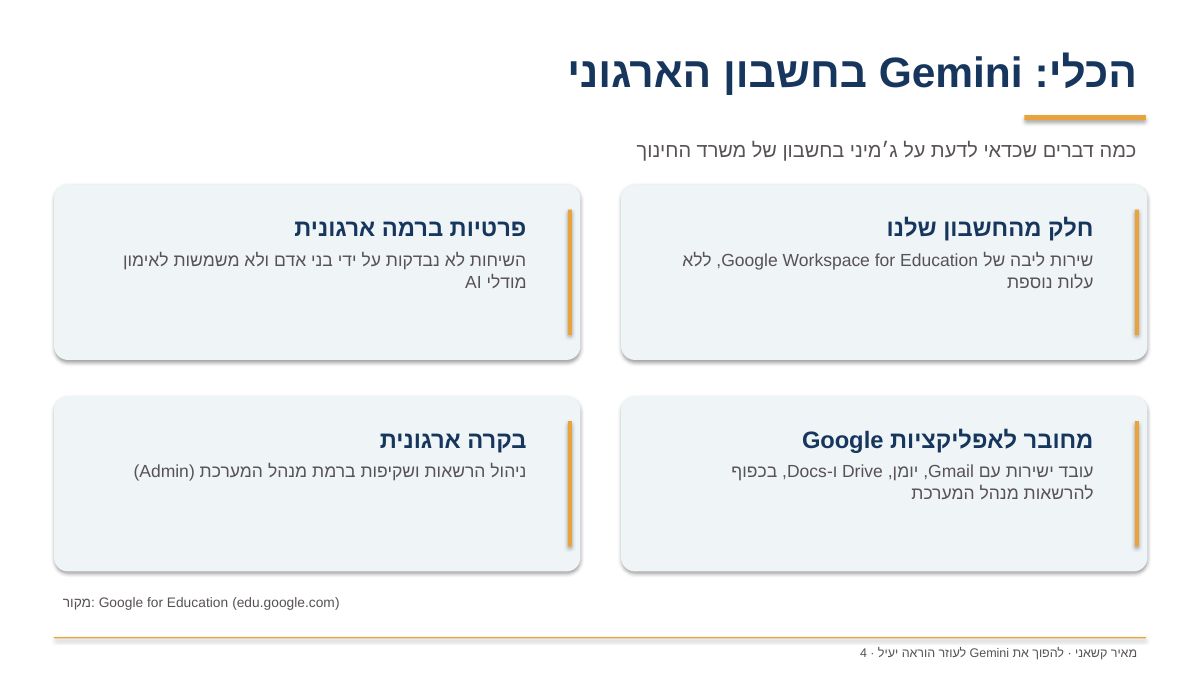 הכלי: Gemini בחשבון הארגוני
כמה דברים שכדאי לדעת על ג׳מיני בחשבון של משרד החינוך
חלק מהחשבון שלנו
שירות ליבה של Google Workspace for Education, ללא
עלות נוספת
פרטיות ברמה ארגונית
השיחות לא נבדקות על ידי בני אדם ולא משמשות לאימון
מודלי AI
מחובר לאפליקציות Google
עובד ישירות עם Gmail, יומן, Drive ו-Docs, בכפוף
להרשאות מנהל המערכת
בקרה ארגונית
ניהול הרשאות ושקיפות ברמת מנהל המערכת (Admin)
מקור: Google for Education (edu.google.com)
מאיר קשאני · להפוך את Gemini לעוזר הוראה יעיל · 4